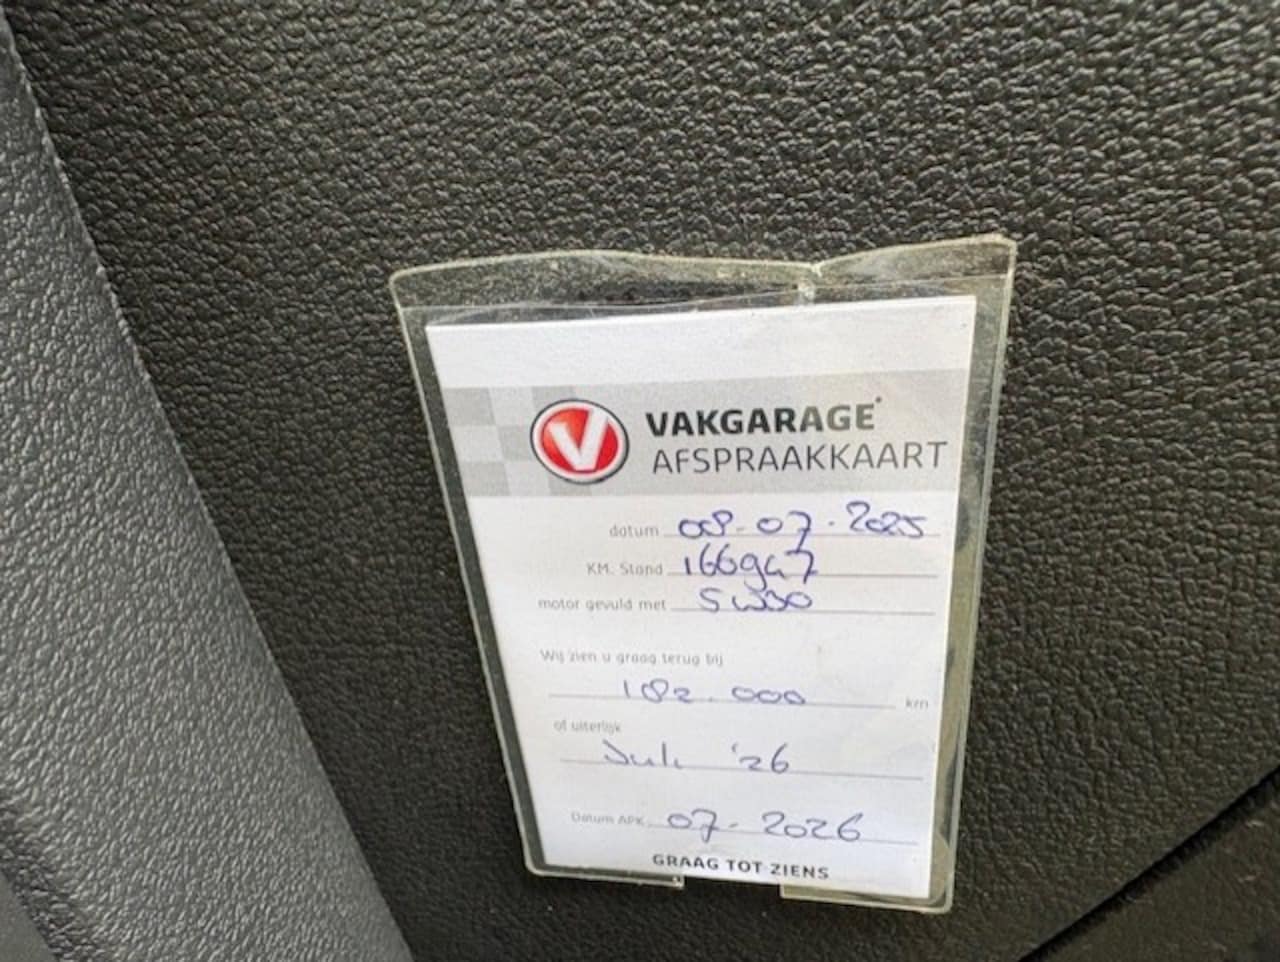 V VAKGARAGE
AFSPRAAKKAART
datum 08-07-2025
KM. Stand 166947
motor gevuld met 5W30
Wij zien u graag terug bij
182.000 km
of uiterlijk
Juli '26
Datum APK 07-2026
GRAAG TOT ZIENS